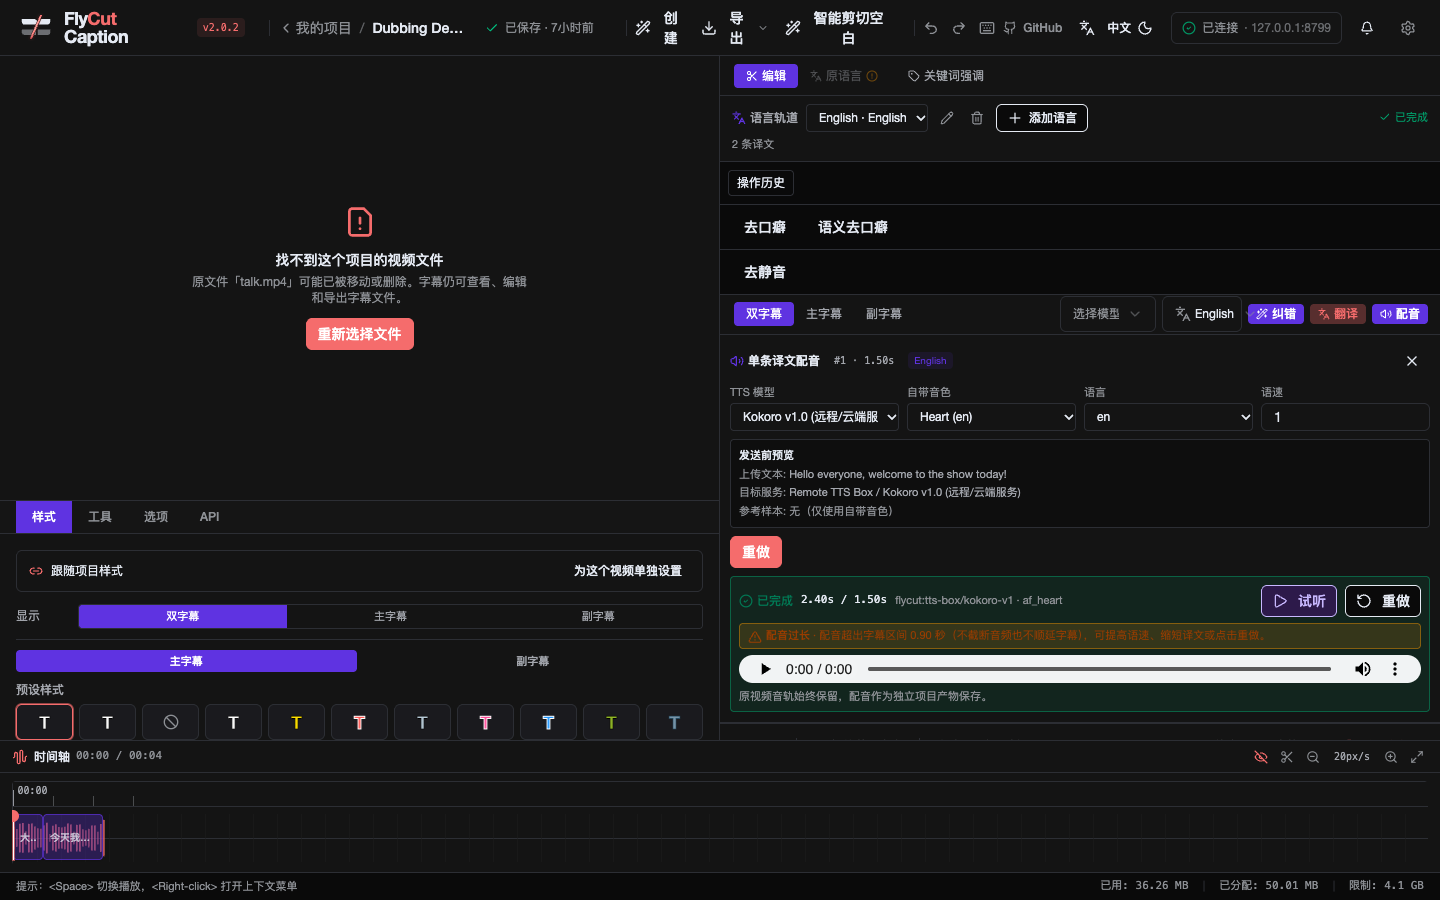 FlyCut Caption
v2.0.2
我的项目 / Dubbing De...
已保存 · 7小时前
创建
导出
智能剪切空白
GitHub
中文
已连接 · 127.0.0.1:8799
找不到这个项目的视频文件
原文件「talk.mp4」可能已被移动或删除。字幕仍可查看、编辑
和导出字幕文件。
重新选择文件
编辑
原语言
关键词强调
语言轨道
English · English
添加语言
已完成
2 条译文
操作历史
去口癖
语义去口癖
去静音
双字幕
主字幕
副字幕
选择模型
English
纠错
翻译
配音
单条译文配音
#1 · 1.50s
English
TTS 模型
自带音色
语言
语速
Kokoro v1.0 (远程/云端服
Heart (en)
en
1
发送前预览
上传文本: Hello everyone, welcome to the show today!
目标服务: Remote TTS Box / Kokoro v1.0 (远程/云端服务)
参考样本: 无（仅使用自带音色）
重做
已完成
2.40s / 1.50s
flycut:tts-box/kokoro-v1 · af_heart
试听
重做
配音过长 · 配音超出字幕区间 0.90 秒（不截断音频也不顺延字幕），可提高语速、缩短译文或点击重做。
0:00 / 0:00
原视频音轨始终保留，配音作为独立项目产物保存。
样式
工具
选项
API
跟随项目样式
为这个视频单独设置
显示
双字幕
主字幕
副字幕
主字幕
副字幕
预设样式
T
T
T
T
T
T
T
T
T
T
时间轴
00:00 / 00:04
20px/s
00:00
大..
今天我...
提示：<Space> 切换播放，<Right-click> 打开上下文菜单
已用: 36.26 MB
已分配: 50.01 MB
限制: 4.1 GB